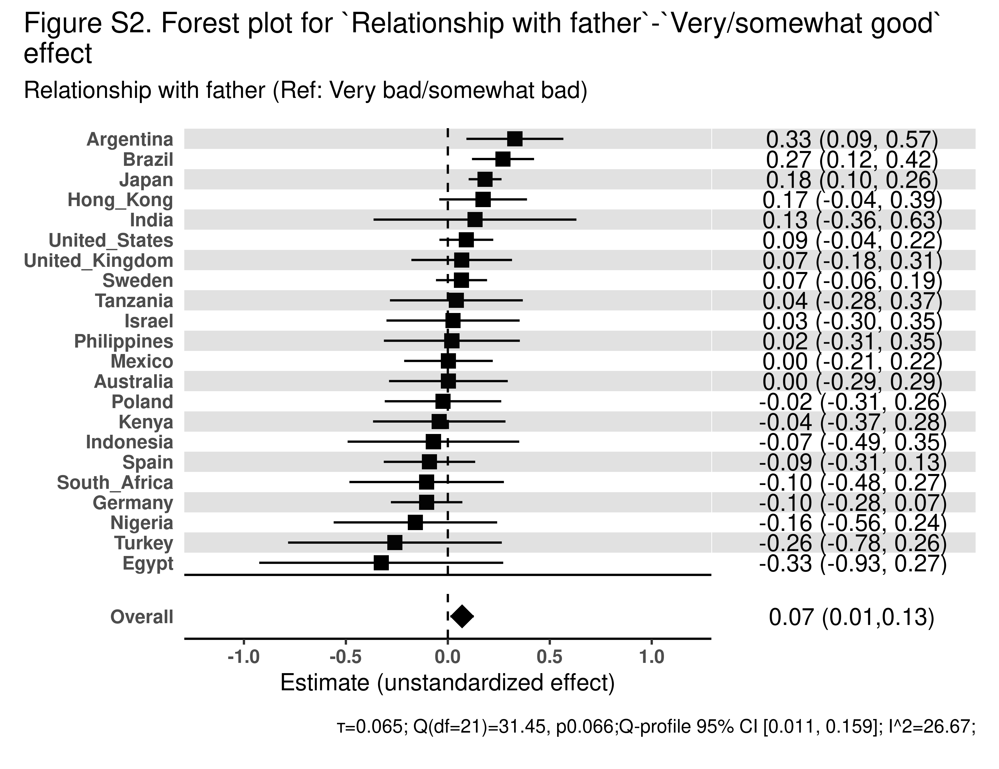 Figure S2. Forest plot for `Relationship with father`-`Very/somewhat good`
effect
Relationship with father (Ref: Very bad/somewhat bad)
Argentina 0.33 (0.09, 0.57)
Brazil 0.27 (0.12, 0.42)
Japan 0.18 (0.10, 0.26)
Hong_Kong 0.17 (-0.04, 0.39)
India 0.13 (-0.36, 0.63)
United_States 0.09 (-0.04, 0.22)
United_Kingdom 0.07 (-0.18, 0.31)
Sweden 0.07 (-0.06, 0.19)
Tanzania 0.04 (-0.28, 0.37)
Israel 0.03 (-0.30, 0.35)
Philippines 0.02 (-0.31, 0.35)
Mexico 0.00 (-0.21, 0.22)
Australia 0.00 (-0.29, 0.29)
Poland -0.02 (-0.31, 0.26)
Kenya -0.04 (-0.37, 0.28)
Indonesia -0.07 (-0.49, 0.35)
Spain -0.09 (-0.31, 0.13)
South_Africa -0.10 (-0.48, 0.27)
Germany -0.10 (-0.28, 0.07)
Nigeria -0.16 (-0.56, 0.24)
Turkey -0.26 (-0.78, 0.26)
Egypt -0.33 (-0.93, 0.27)
Overall 0.07 (0.01,0.13)
-1.0 -0.5 0.0 0.5 1.0
Estimate (unstandardized effect)
τ=0.065; Q(df=21)=31.45, p0.066;Q-profile 95% CI [0.011, 0.159]; I^2=26.67;